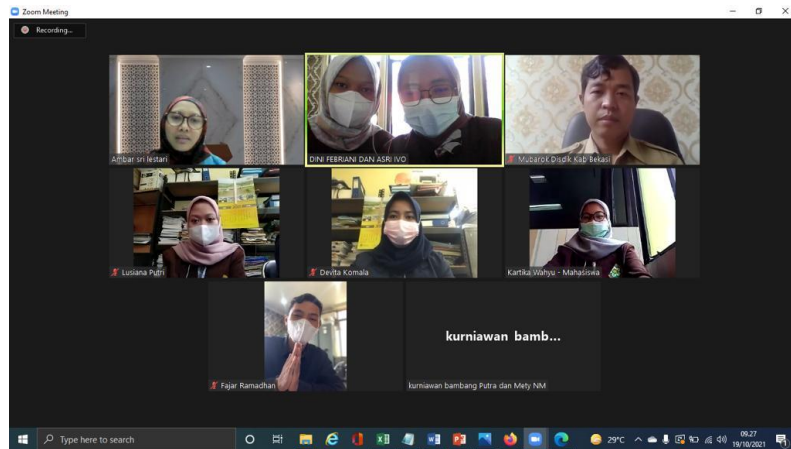 Zoom Meeting
Recording...
Ambar sri lestari
DINI FEBRIAN DAN ASRI IVO
Mubarok Disdik Kab Bekasi
Lusiana Putri
Devita Komala
Kartika Wahyu - Mahasiswa
kurniawan bamb...
Fajar Ramadhan
kurniawan bambang Putra dan Mety NM
Type here to search
29°C
09.27
19/10/2021